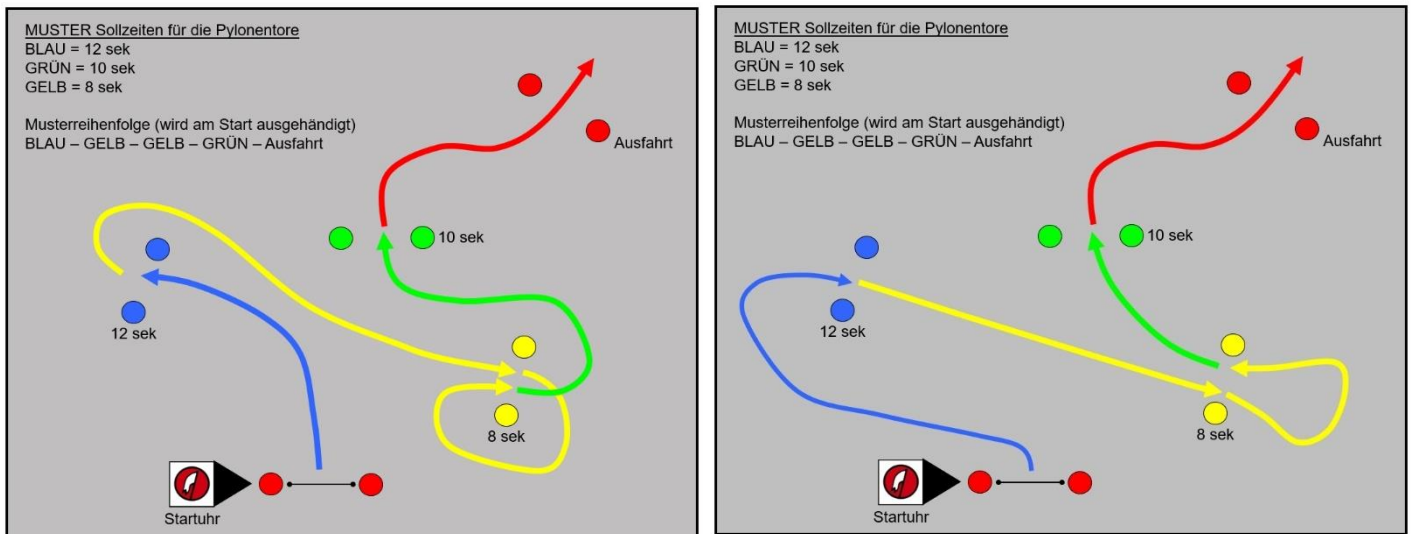 MUSTER Sollzeiten für die Pylonentore
BLAU = 12 sek
GRÜN = 10 sek
GELB = 8 sek
Musterreihenfolge (wird am Start ausgehändigt)
BLAU – GELB – GELB – GRÜN – Ausfahrt
Ausfahrt
10 sek
12 sek
8 sek
Startuhr
MUSTER Sollzeiten für die Pylonentore
BLAU = 12 sek
GRÜN = 10 sek
GELB = 8 sek
Musterreihenfolge (wird am Start ausgehändigt)
BLAU – GELB – GELB – GRÜN – Ausfahrt
Ausfahrt
10 sek
12 sek
8 sek
Startuhr